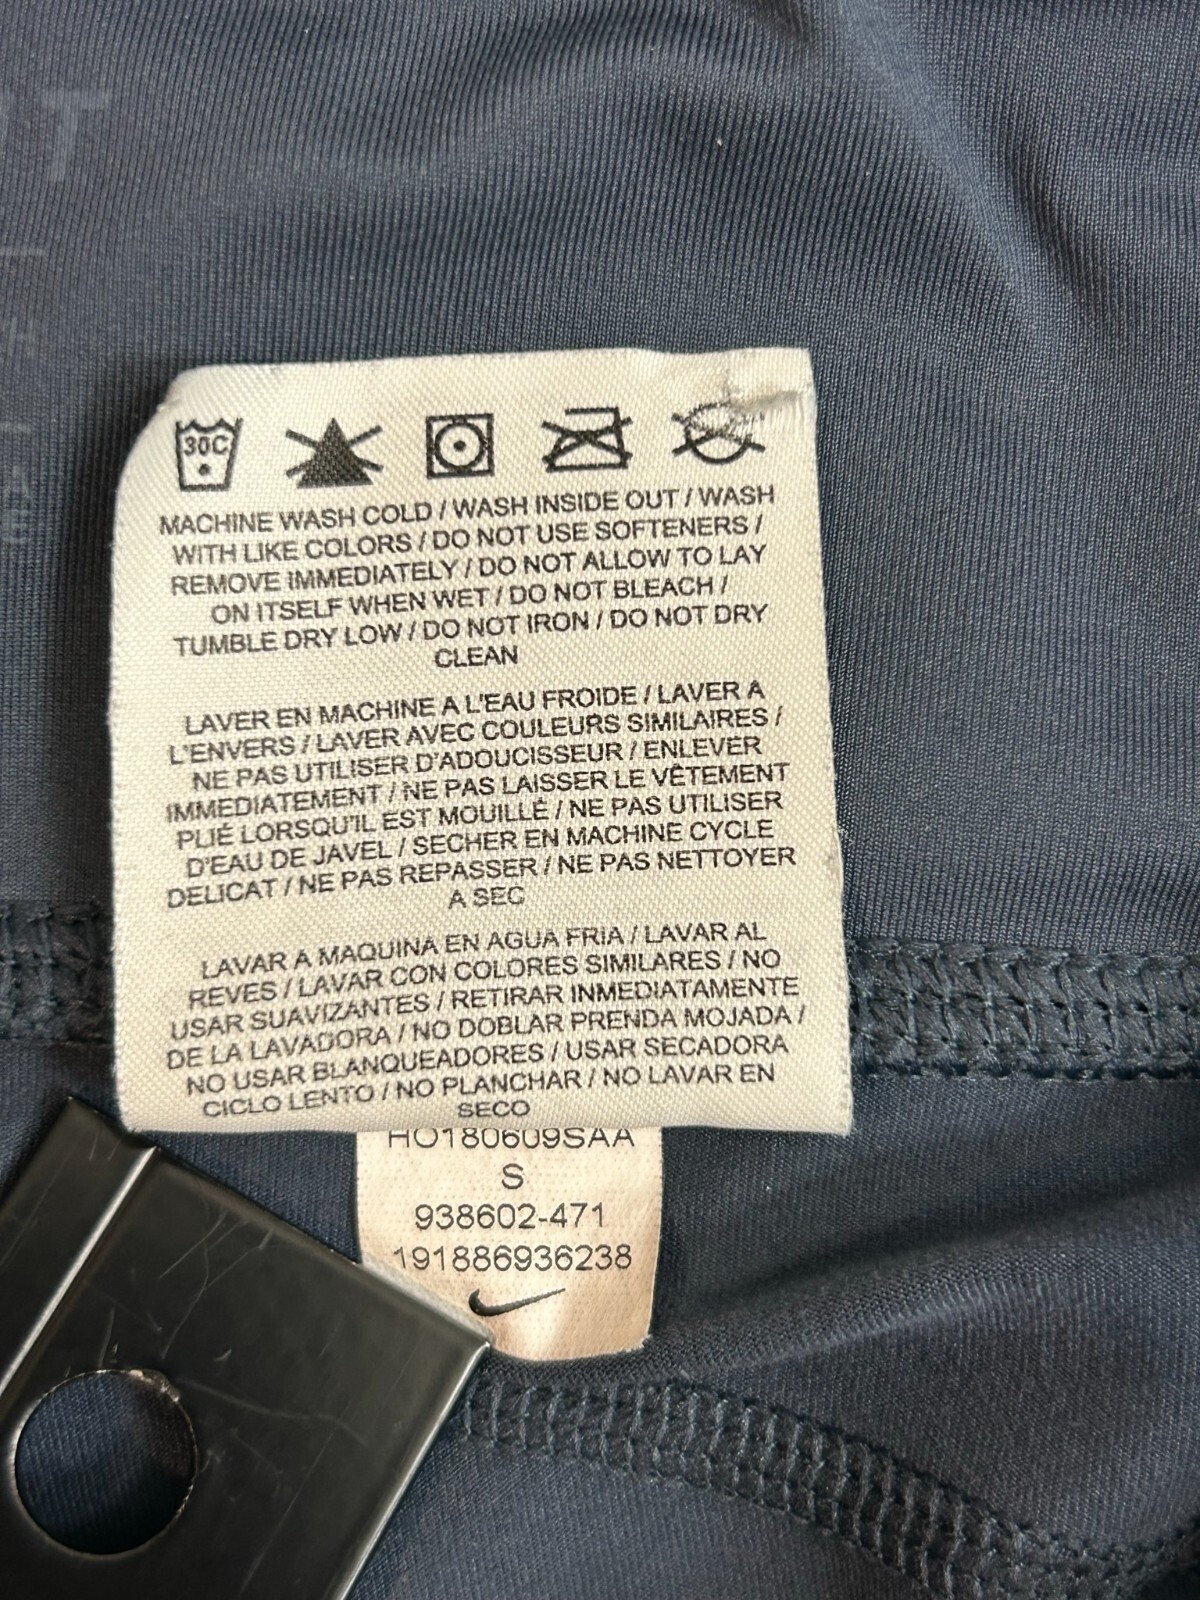 T
30C
MACHINE WASH COLD / WASH INSIDE OUT / WASH
WITH LIKE COLORS / DO NOT USE SOFTENERS /
REMOVE IMMEDIATELY / DO NOT ALLOW TO LAY
ON ITSELF WHEN WET / DO NOT BLEACH /
TUMBLE DRY LOW / DO NOT IRON / DO NOT DRY
CLEAN
LAVER EN MACHINE A L'EAU FROIDE / LAVER A
L'ENVERS / LAVER AVEC COULEURS SIMILAIRES /
NE PAS UTILISER D'ADOUCISSEUR / ENLEVER
IMMEDIATEMENT / NE PAS LAISSER LE VÊTEMENT
PLIÉ LORSQU'IL EST MOUILLÉ / NE PAS UTILISER
D'EAU DE JAVEL / SECHER EN MACHINE CYCLE
DELICAT / NE PAS REPASSER / NE PAS NETTOYER
A SEC
LAVAR A MAQUINA EN AGUA FRIA / LAVAR AL
REVES / LAVAR CON COLORES SIMILARES / NO
USAR SUAVIZANTES / RETIRAR INMEDIATAMENTE
DE LA LAVADORA / NO DOBLAR PRENDA MOJADA /
NO USAR BLANQUEADORES / USAR SECADORA
CICLO LENTO / NO PLANCHAR / NO LAVAR EN
SECO
HO180609SAA
S
938602-471
191886936238